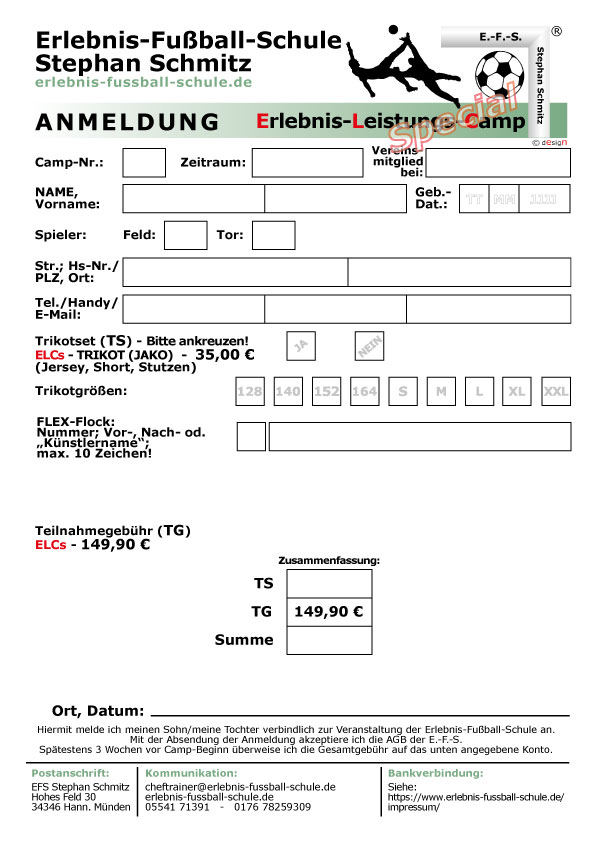 Erlebnis-Fußball-Schule
Stephan Schmitz
erlebnis-fussball-schule.de
E.-F.-S.
®
Stephan Schmitz
ANMELDUNG
Erlebnis-Leistungs-Camp
Special
© design
Camp-Nr.:
Zeitraum:
Vereins-
mitglied
bei:
NAME,
Vorname:
Geb.-
Dat.:
TT MM JJJJ
Spieler:
Feld:
Tor:
Str.; Hs-Nr./
PLZ, Ort:
Tel./Handy/
E-Mail:
Trikotset (TS) - Bitte ankreuzen!
JA
NEIN
ELCs - TRIKOT (JAKO) - 35,00 €
(Jersey, Short, Stutzen)
Trikotgrößen:
128 140 152 164 S M L XL XXL
FLEX-Flock:
Nummer; Vor-, Nach- od.
„Künstlername“;
max. 10 Zeichen!
Teilnahmegebühr (TG)
ELCs - 149,90 €
Zusammenfassung:
TS
TG 149,90 €
Summe
Ort, Datum:
Hiermit melde ich meinen Sohn/meine Tochter verbindlich zur Veranstaltung der Erlebnis-Fußball-Schule an.
Mit der Absendung der Anmeldung akzeptiere ich die AGB der E.-F.-S.
Spätestens 3 Wochen vor Camp-Beginn überweise ich die Gesamtgebühr auf das unten angegebene Konto.
Postanschrift:
EFS Stephan Schmitz
Hohes Feld 30
34346 Hann. Münden
Kommunikation:
cheftrainer@erlebnis-fussball-schule.de
erlebnis-fussball-schule.de
05541 71391 - 0176 78259309
Bankverbindung:
Siehe:
https://www.erlebnis-fussball-schule.de/
impressum/